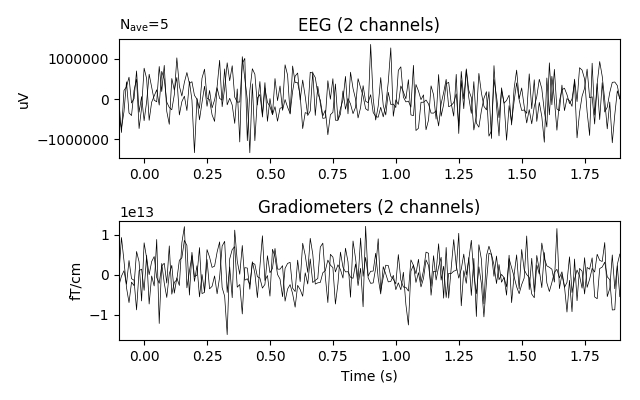 Nave=5
EEG (2 channels)
1000000
0
−1000000
uV
0.00 0.25 0.50 0.75 1.00 1.25 1.50 1.75
1e13
Gradiometers (2 channels)
1
0
−1
fT/cm
0.00 0.25 0.50 0.75 1.00 1.25 1.50 1.75
Time (s)